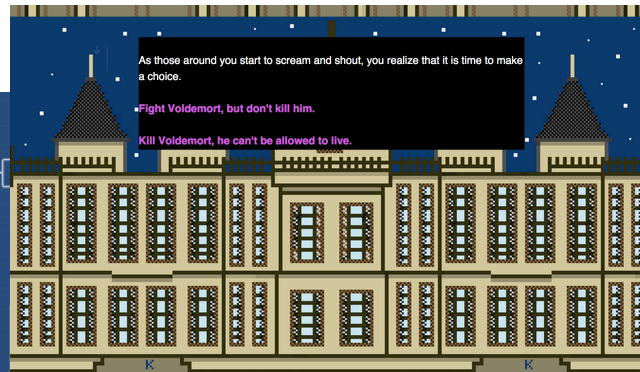 As those around you start to scream and shout, you realize that it is time to make
a choice.
Fight Voldemort, but don't kill him.
Kill Voldemort, he can't be allowed to live.
K
K